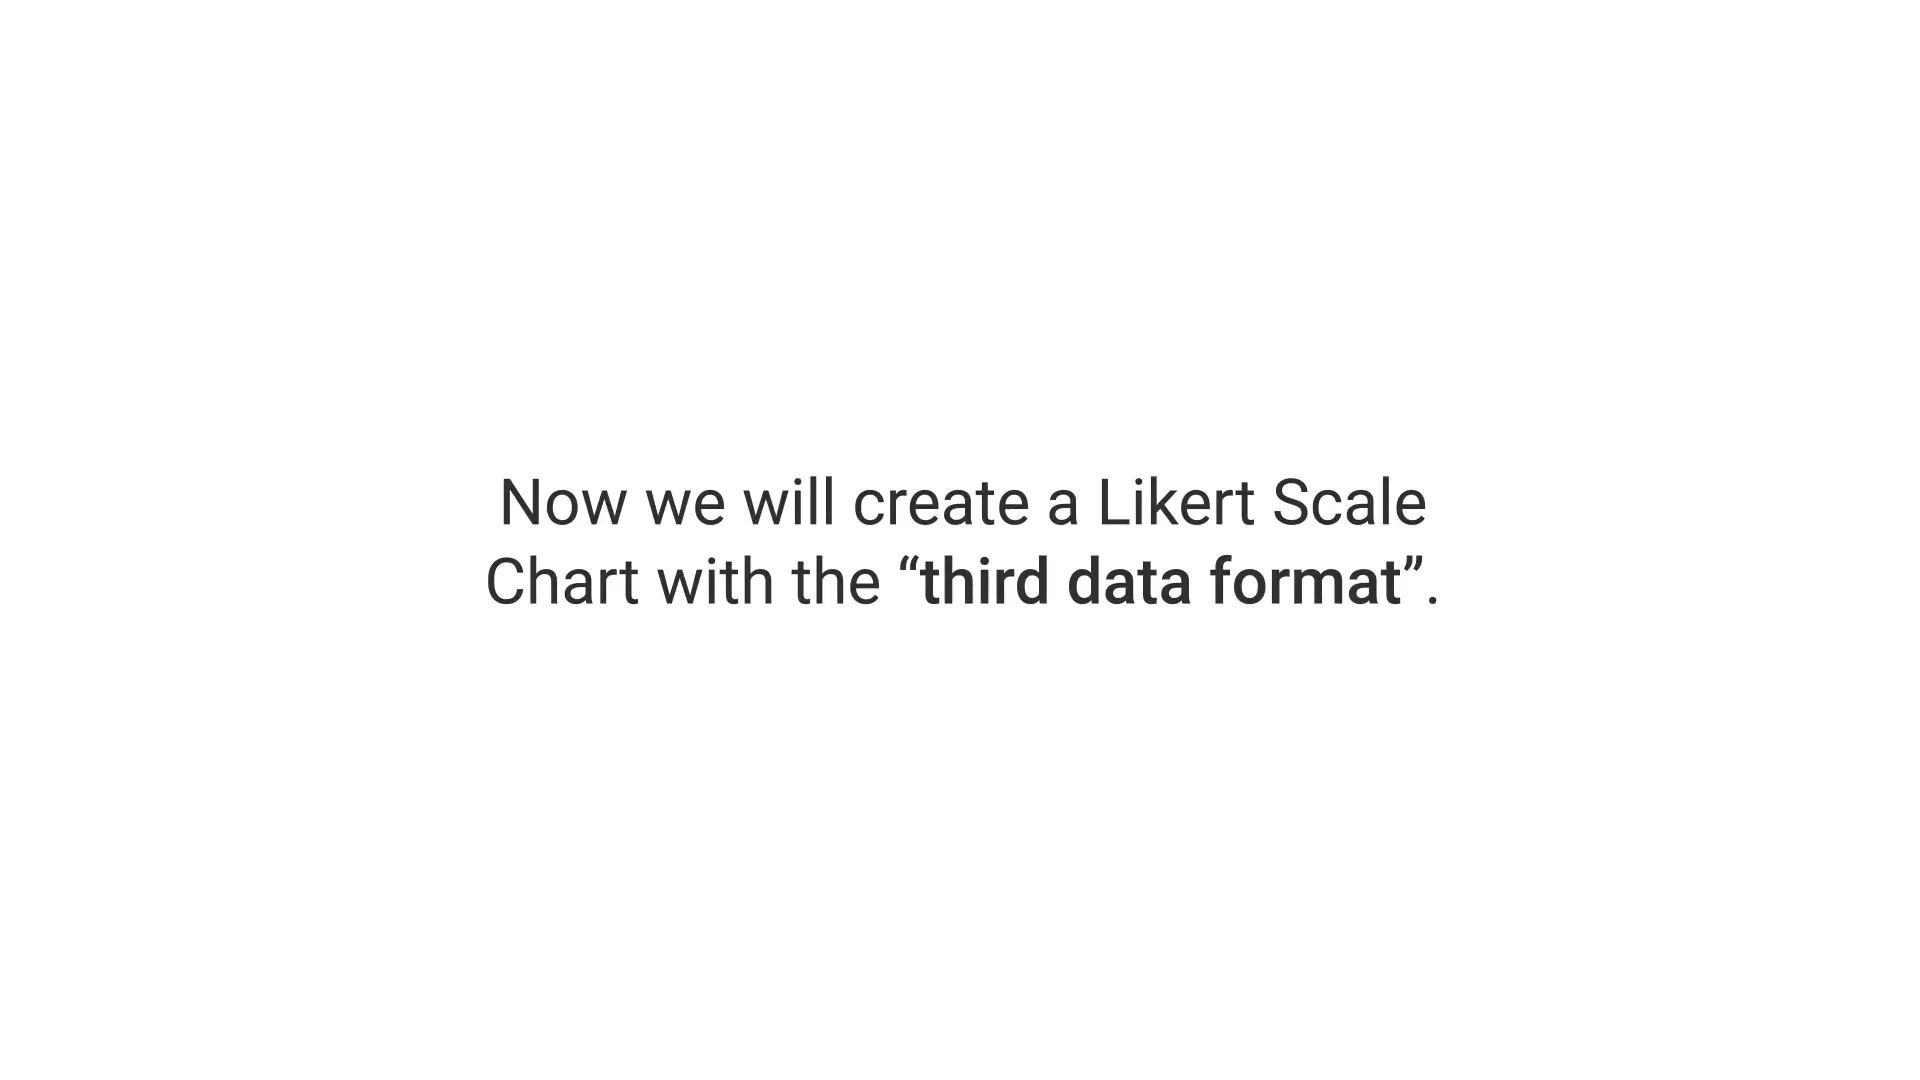 Now we will create a Likert Scale
Chart with the “third data format”.